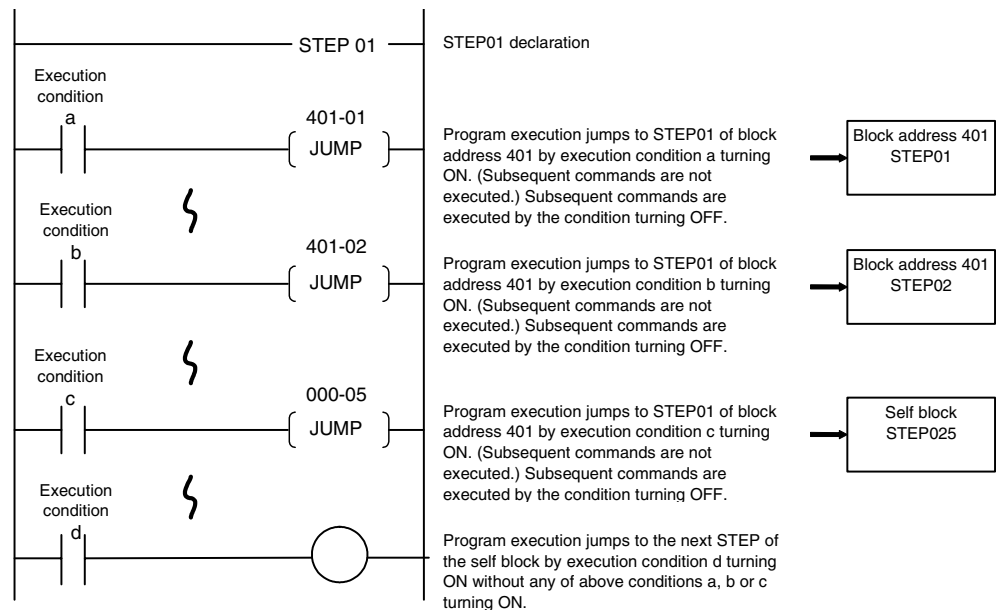 STEP 01
STEP01 declaration
Execution
condition
a
401-01
JUMP
Program execution jumps to STEP01 of block
address 401 by execution condition a turning
ON. (Subsequent commands are not
executed.) Subsequent commands are
executed by the condition turning OFF.
Block address 401
STEP01
Execution
condition
b
401-02
JUMP
Program execution jumps to STEP01 of block
address 401 by execution condition b turning
ON. (Subsequent commands are not
executed.) Subsequent commands are
executed by the condition turning OFF.
Block address 401
STEP02
Execution
condition
c
000-05
JUMP
Program execution jumps to STEP01 of block
address 401 by execution condition c turning
ON. (Subsequent commands are not
executed.) Subsequent commands are
executed by the condition turning OFF.
Self block
STEP025
Execution
condition
d
Program execution jumps to the next STEP of
the self block by execution condition d turning
ON without any of above conditions a, b or c
turning ON.